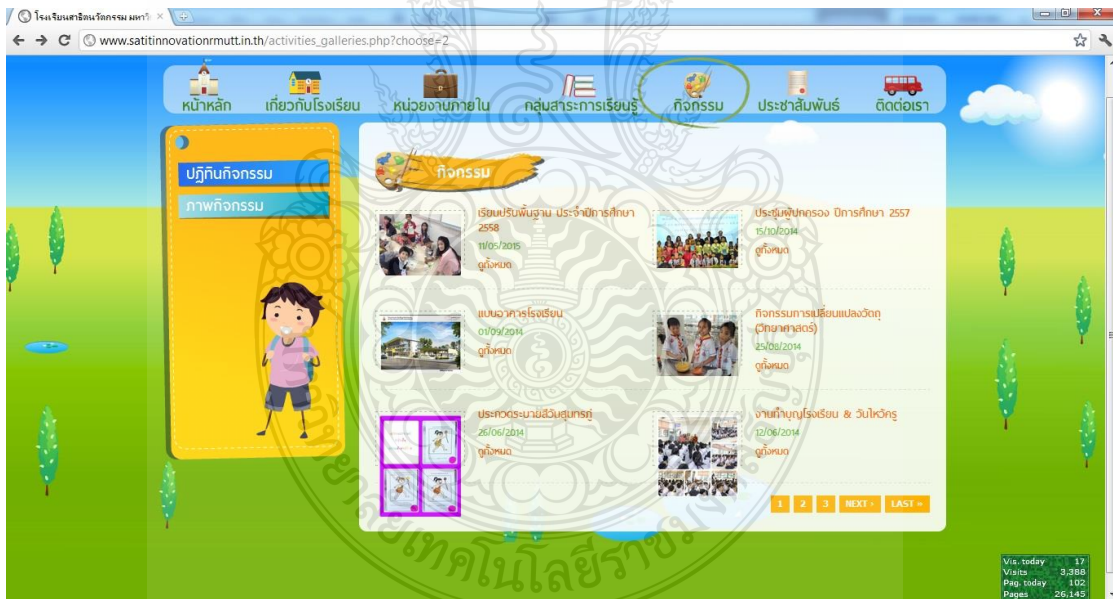 โรงเรียนสาธิตนวัตกรรม มหาวิ
www.satitinnovationrmutt.in.th/activities_galleries.php?choose=2
หน้าหลัก เกี่ยวกับโรงเรียน หน่วยงานภายใน กลุ่มสาระการเรียนรู้ กิจกรรม ประชาสัมพันธ์ ติดต่อเรา
ปฏิทินกิจกรรม
ภาพกิจกรรม
กิจกรรม
เรียนปรับพื้นฐาน ประจำปีการศึกษา
2558
11/05/2015
ดูทั้งหมด
ประชุมผู้ปกครอง ปีการศึกษา 2557
15/10/2014
ดูทั้งหมด
แบบอาคารโรงเรียน
01/09/2014
ดูทั้งหมด
กิจกรรมการเปลี่ยนแปลงวัตถุ
(วิทยาศาสตร์)
25/08/2014
ดูทั้งหมด
ประกวดระบายสีวันสุนทรภู่
26/06/2014
ดูทั้งหมด
งานทำบุญโรงเรียน & วันไหว้ครู
12/06/2014
ดูทั้งหมด
1 2 3 NEXT › LAST »
Vis. today 17
Visits 3,388
Pag. today 102
Pages 26,145